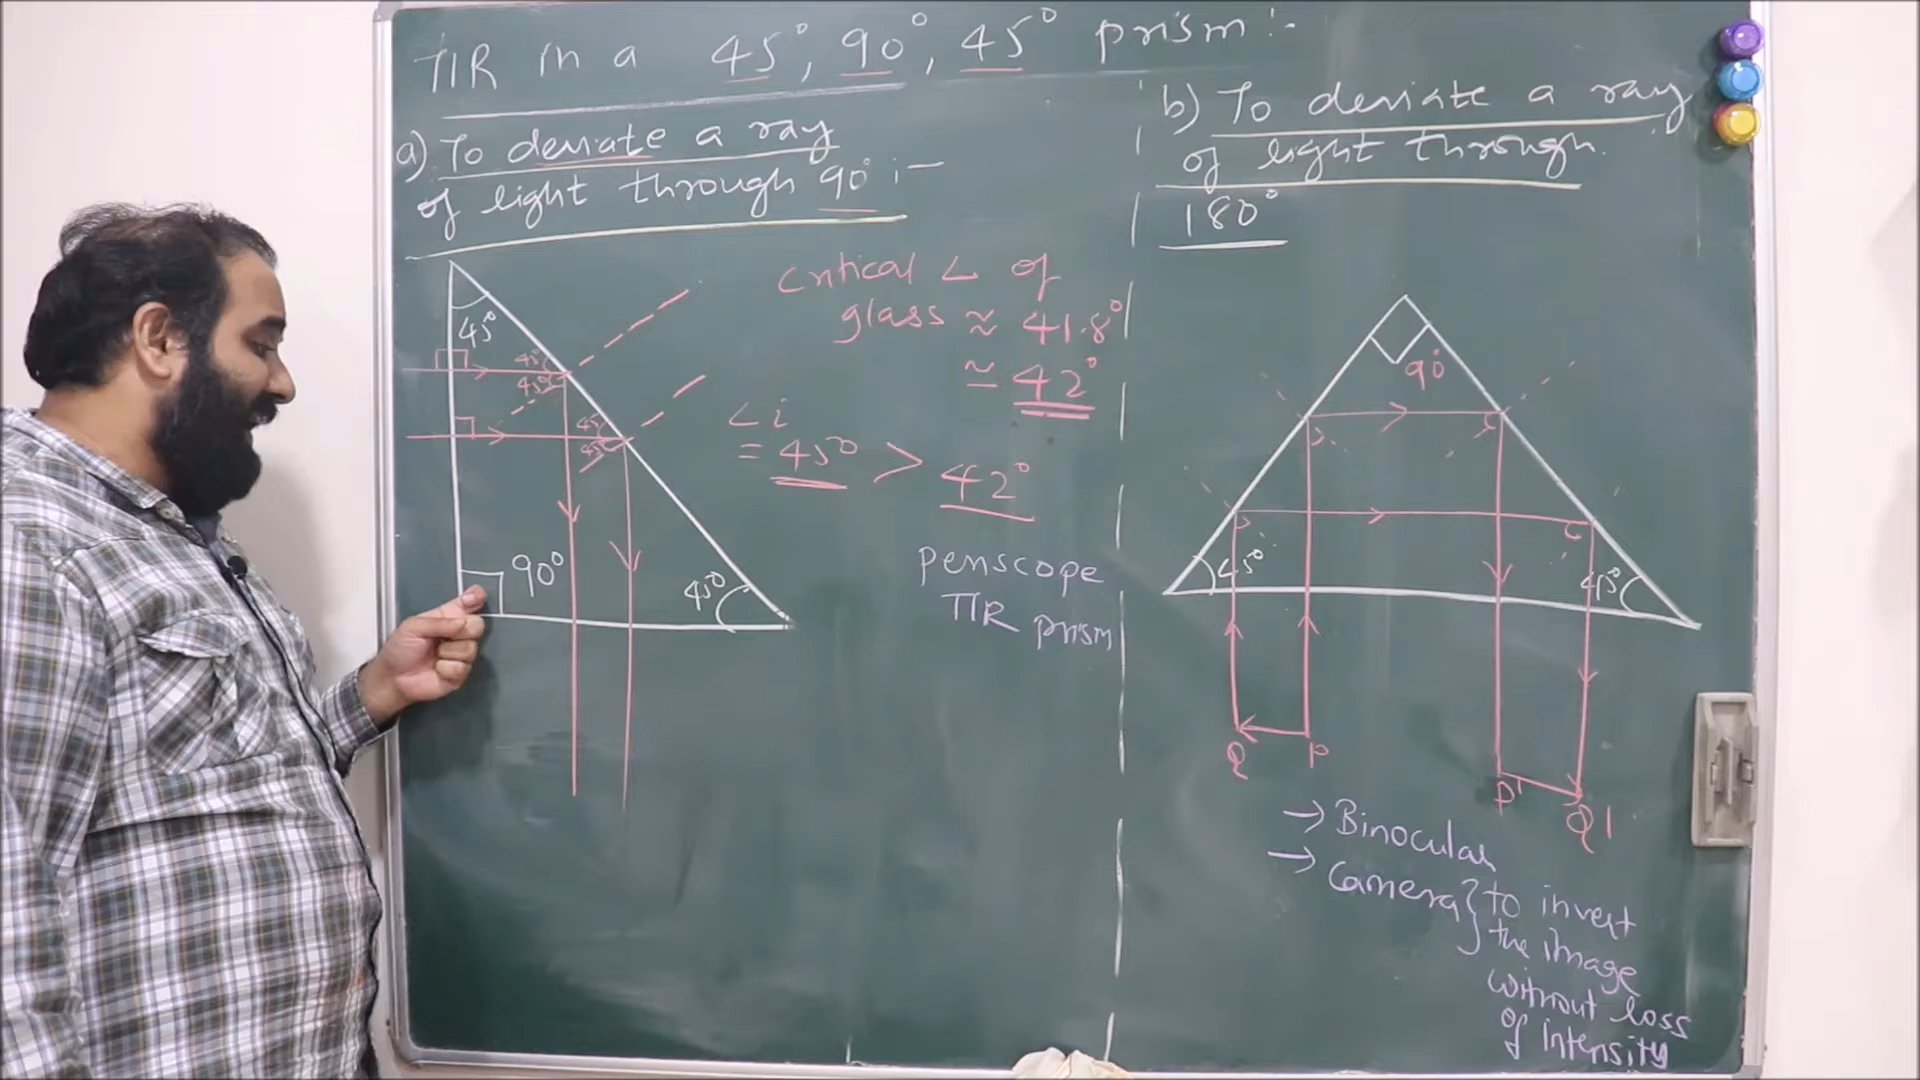 TIR in a 45°, 90°, 45° prism :-
a) To deviate a ray
of light through 90° :-
45°
45°
45°
45°
45°
90°
45°
Critical ∠ of
glass ≈ 41.8°
≈ 42°
∠i
= 45° > 42°
Periscope
TIR prism
b) To deviate a ray
of light through
180°
90°
45°
45°
Q P
P' Q'
→ Binocular
→ Camera } to invert
the image
without loss
of intensity